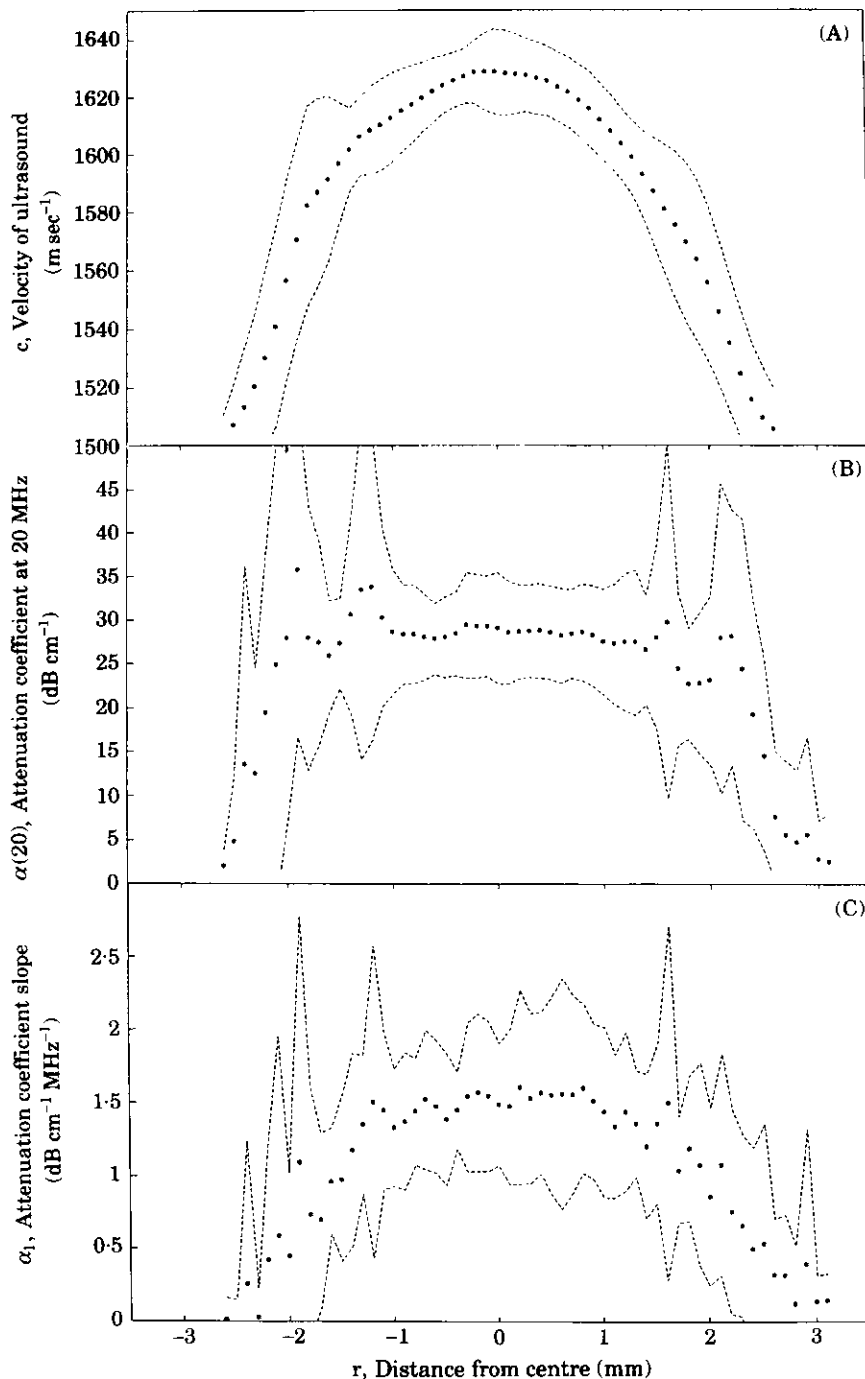 (A)
1640
1620
1600
1580
1560
1540
1520
1500
c, Velocity of ultrasound
(m sec⁻¹)
(B)
45
40
35
30
25
20
15
10
5
0
α(20), Attenuation coefficient at 20 MHz
(dB cm⁻¹)
(C)
2·5
2
1·5
1
0·5
0
α₁, Attenuation coefficient slope
(dB cm⁻¹ MHz⁻¹)
−3 −2 −1 0 1 2 3
r, Distance from centre (mm)